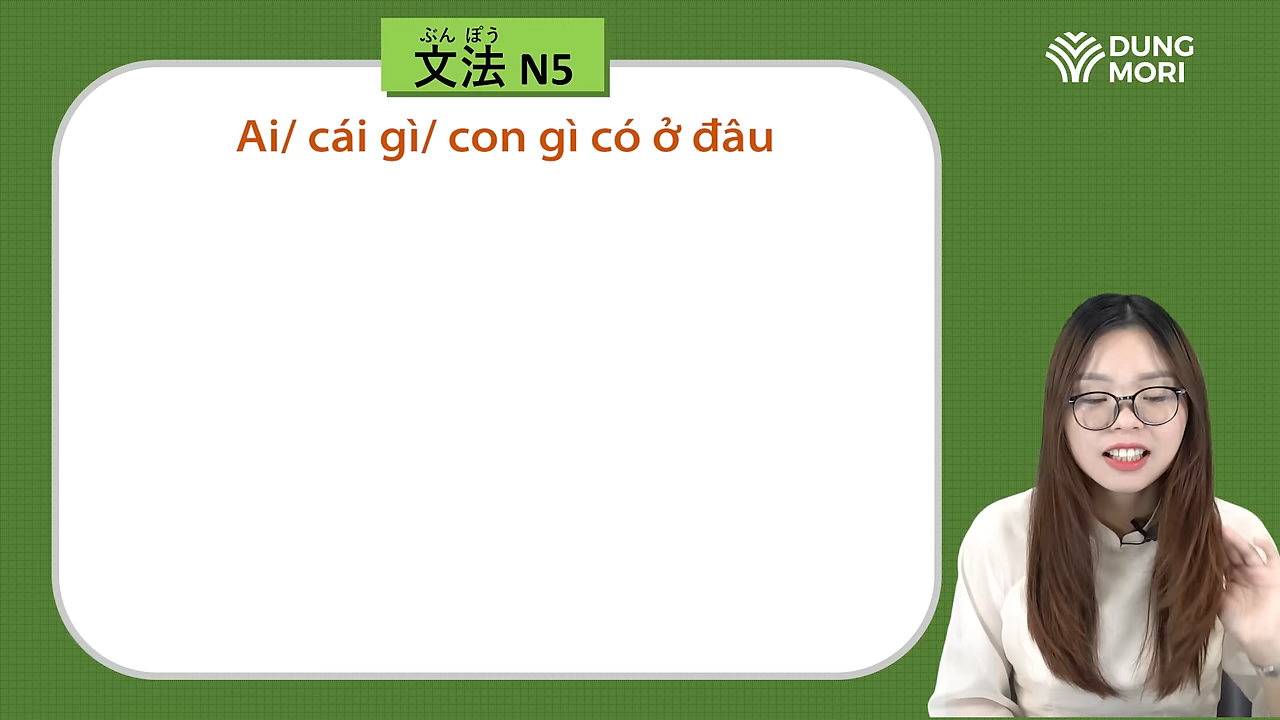 ぶん ぽう
文法 N5
DUNG
MORI
Ai/ cái gì/ con gì có ở đâu